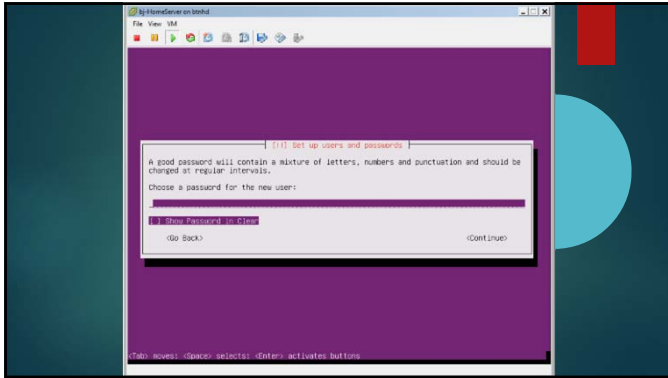 kj-HomeServer on btnhd
File View VM
[!!] Set up users and passwords
A good password will contain a mixture of letters, numbers and punctuation and should be
changed at regular intervals.
Choose a password for the new user:
[ ] Show Password in Clear
<Go Back> <Continue>
<Tab> moves; <Space> selects; <Enter> activates buttons